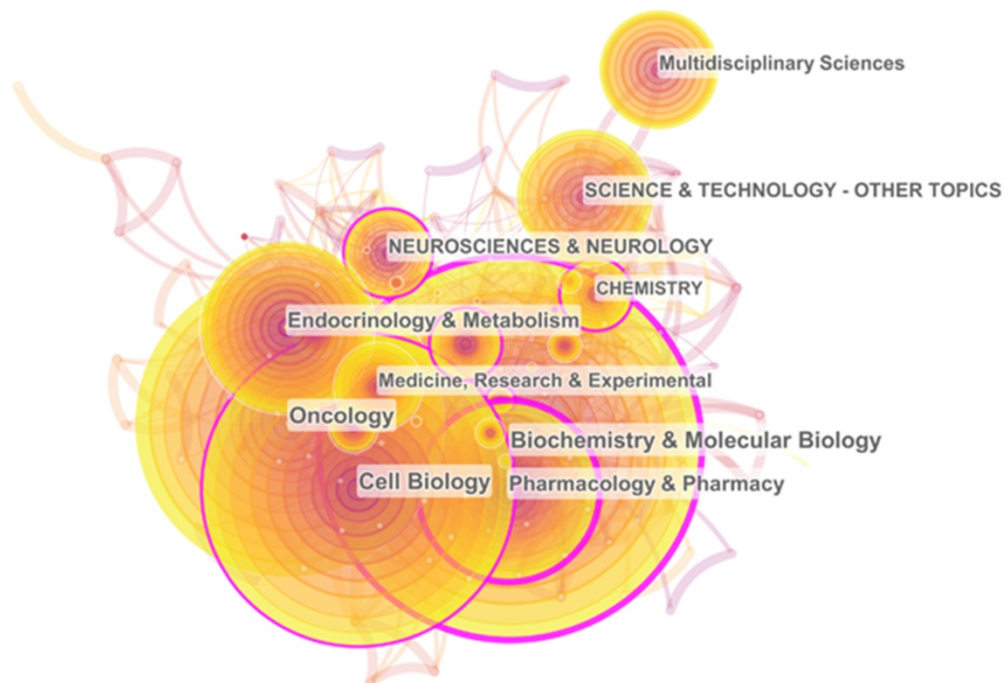 Multidisciplinary Sciences
SCIENCE & TECHNOLOGY - OTHER TOPICS
NEUROSCIENCES & NEUROLOGY
CHEMISTRY
Endocrinology & Metabolism
Medicine, Research & Experimental
Oncology
Biochemistry & Molecular Biology
Cell Biology
Pharmacology & Pharmacy